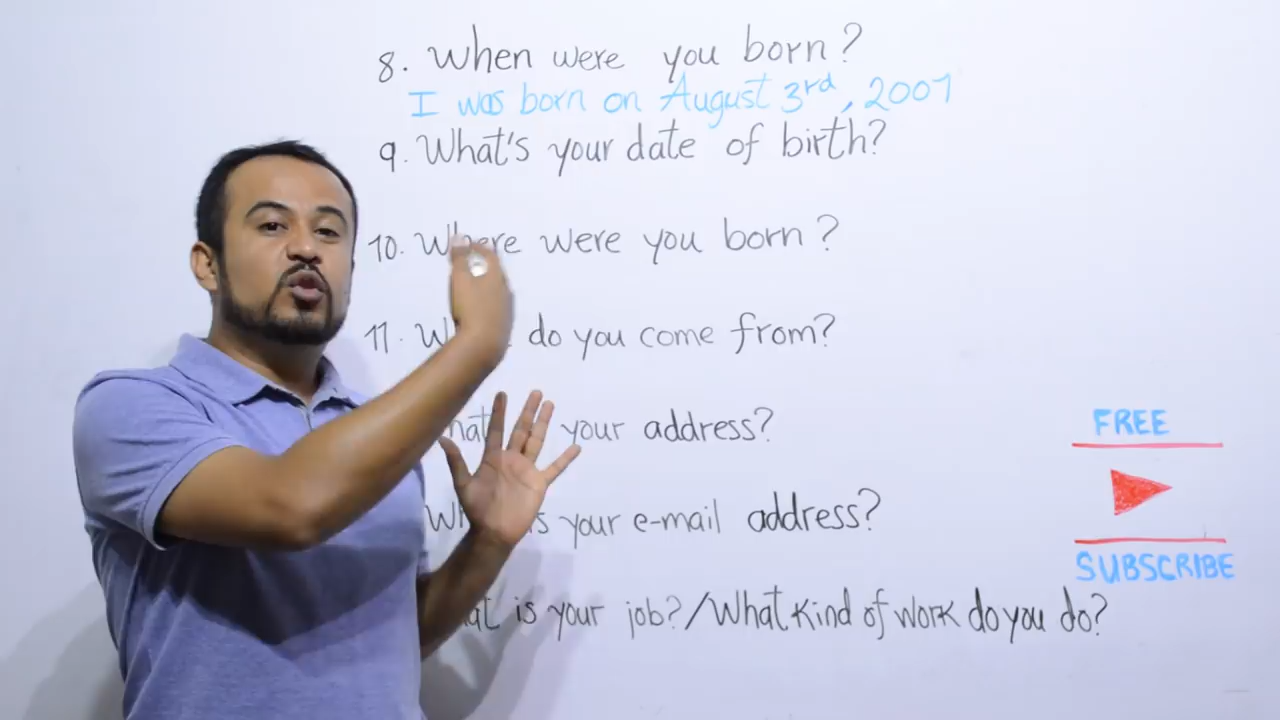 8. When were you born?
I was born on August 3rd, 2001
9. What's your date of birth?
10. Where were you born?
11. do you come from?
your address?
your e-mail address?
is your job?/What kind of work do you do?
FREE
SUBSCRIBE